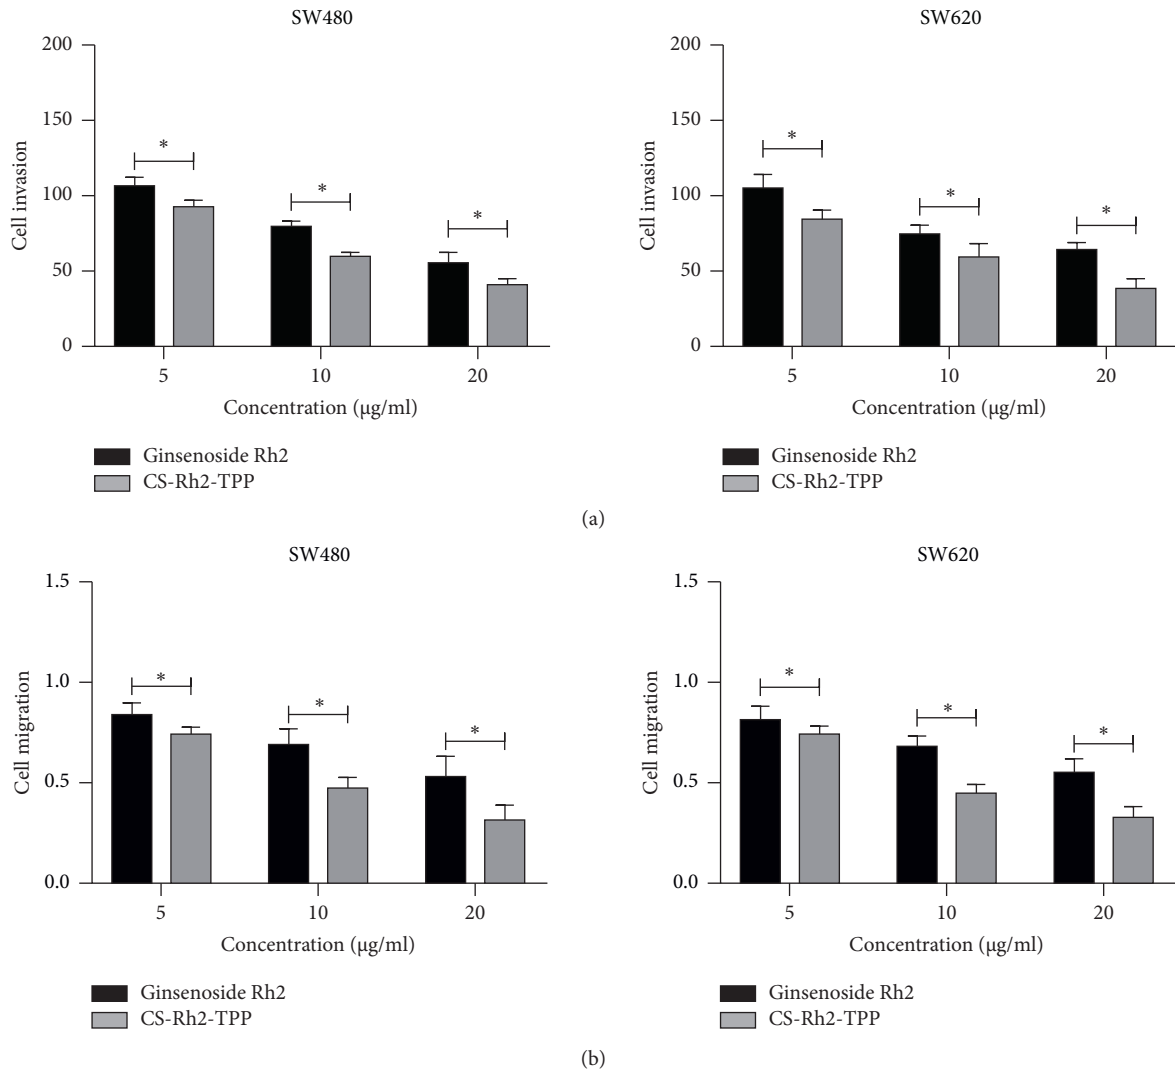 SW480
200
150
100
50
0
Cell invasion
*
*
*
5
10
20
Concentration (µg/ml)
Ginsenoside Rh2
CS-Rh2-TPP
SW620
200
150
100
50
0
Cell invasion
*
*
*
5
10
20
Concentration (µg/ml)
Ginsenoside Rh2
CS-Rh2-TPP
(a)
SW480
1.5
1.0
0.5
0.0
Cell migration
*
*
*
5
10
20
Concentration (µg/ml)
Ginsenoside Rh2
CS-Rh2-TPP
SW620
1.5
1.0
0.5
0.0
Cell migration
*
*
*
5
10
20
Concentration (µg/ml)
Ginsenoside Rh2
CS-Rh2-TPP
(b)